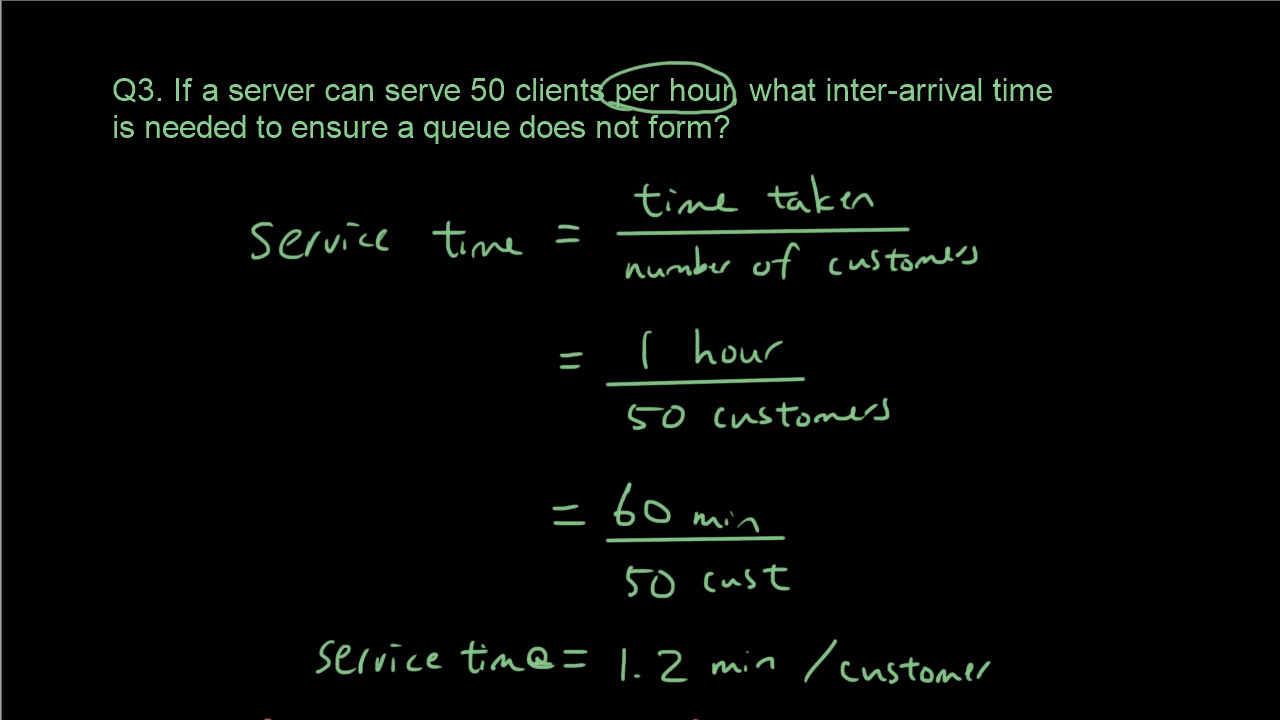 Q3. If a server can serve 50 clients per hour, what inter-arrival time
is needed to ensure a queue does not form?
service time = time taken
number of customers
= 1 hour
50 customers
= 60 min
50 cust
service time = 1.2 min / customer